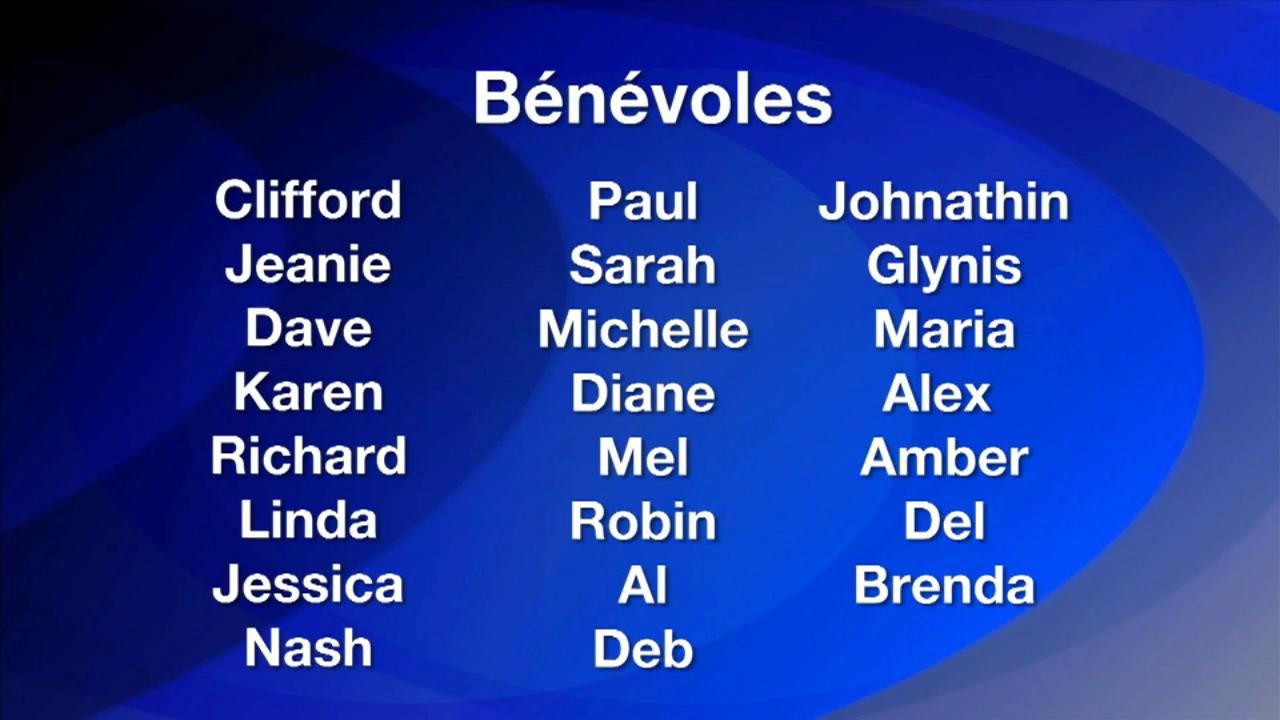 Bénévoles
Clifford
Jeanie
Dave
Karen
Richard
Linda
Jessica
Nash
Paul
Sarah
Michelle
Diane
Mel
Robin
Al
Deb
Johnathin
Glynis
Maria
Alex
Amber
Del
Brenda